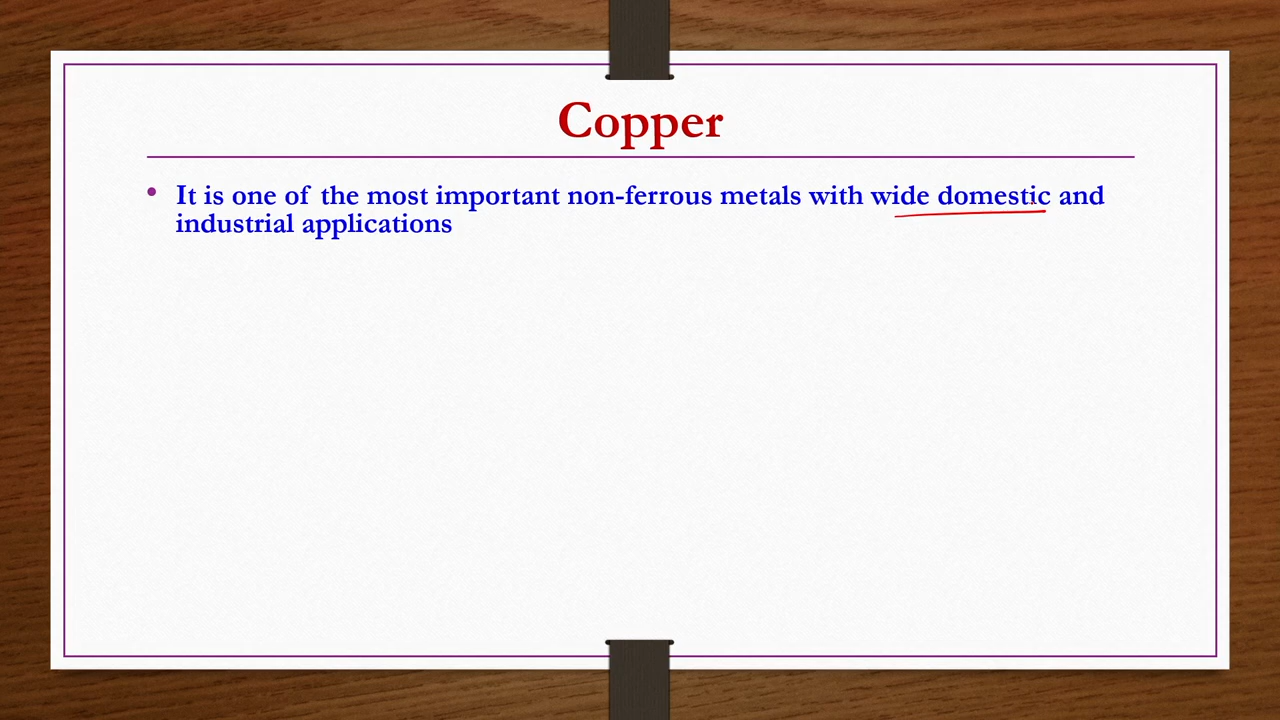 Copper
• It is one of the most important non-ferrous metals with wide domestic and
industrial applications